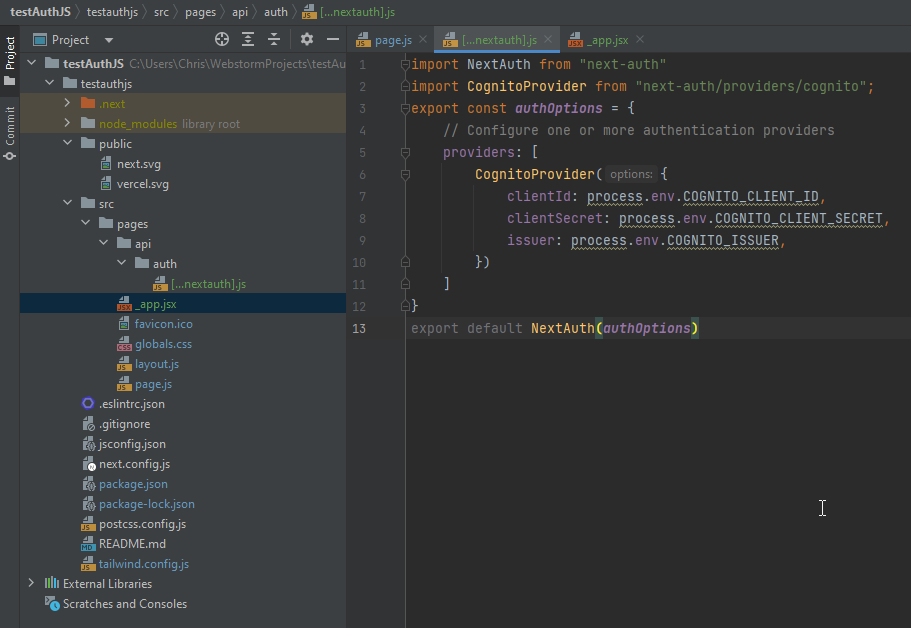 testAuthJS testauthjs src pages api auth [...nextauth].js
Project
Commit
Project
testAuthJS C:\Users\Chris\WebstormProjects\testAu
testauthjs
.next
node_modules library root
public
next.svg
vercel.svg
src
pages
api
auth
[...nextauth].js
_app.jsx
favicon.ico
globals.css
layout.js
page.js
.eslintrc.json
.gitignore
jsconfig.json
next.config.js
package.json
package-lock.json
postcss.config.js
README.md
tailwind.config.js
External Libraries
Scratches and Consoles
page.js [...nextauth].js _app.jsx
1 import NextAuth from "next-auth"
2 import CognitoProvider from "next-auth/providers/cognito";
3 export const authOptions = {
4 // Configure one or more authentication providers
5 providers: [
6 CognitoProvider( options: {
7 clientId: process.env.COGNITO_CLIENT_ID,
8 clientSecret: process.env.COGNITO_CLIENT_SECRET,
9 issuer: process.env.COGNITO_ISSUER,
10 })
11 ]
12 }
13 export default NextAuth(authOptions)